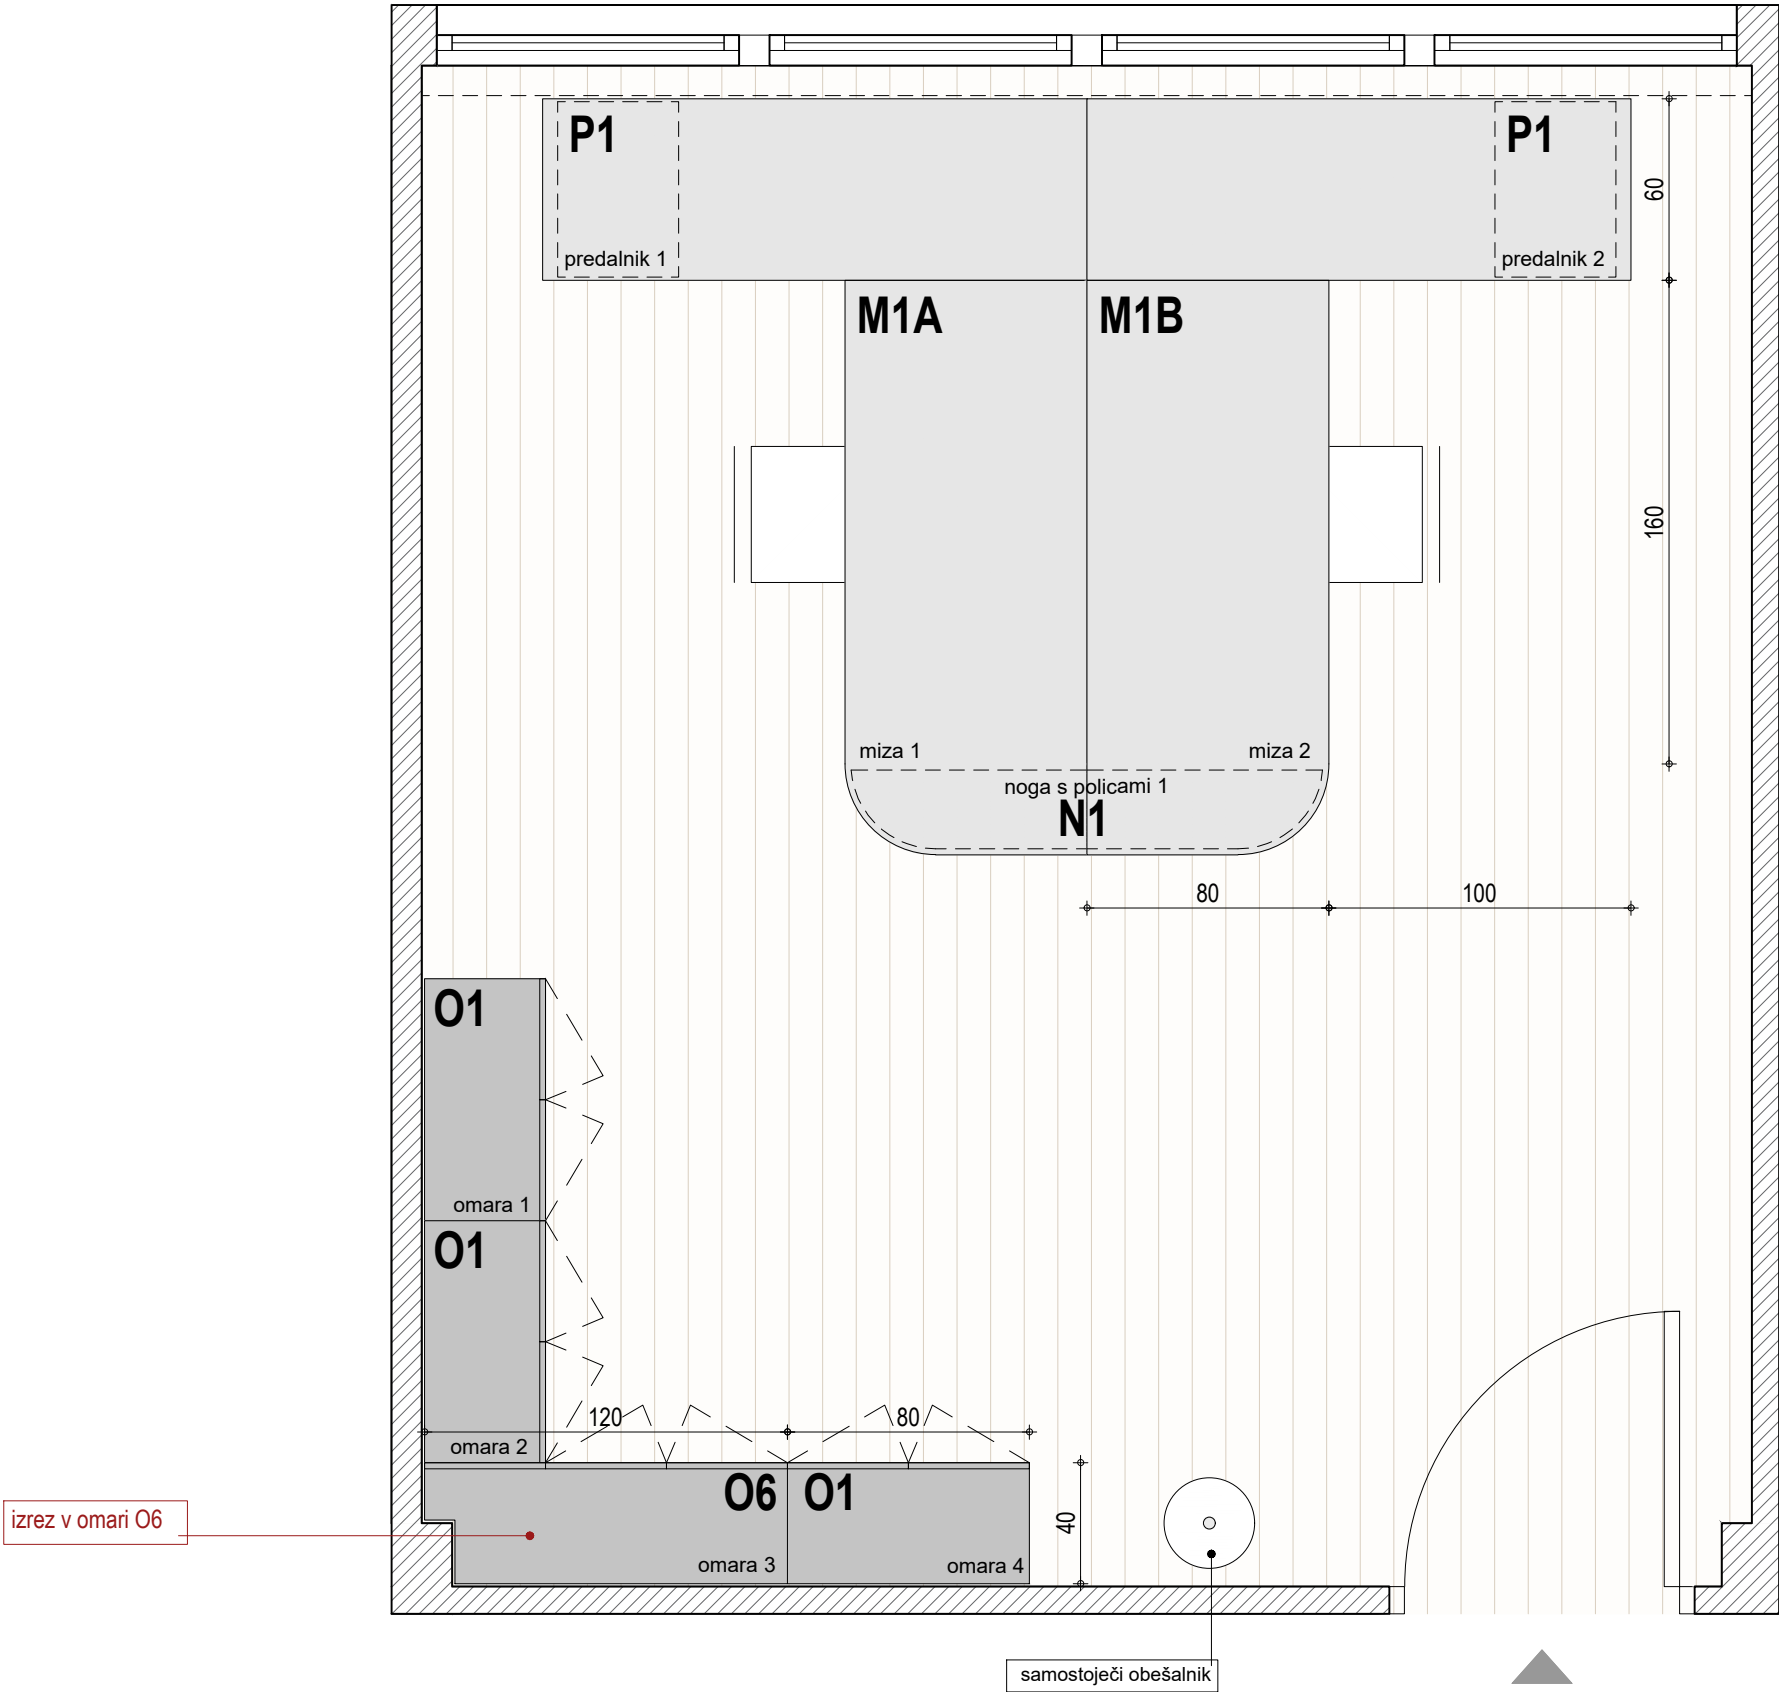 P1
P1
60
predalnik 1
predalnik 2
M1A
M1B
160
miza 1
miza 2
noga s policami 1
N1
80
100
O1
omara 1
O1
120
80
omara 2
O6
O1
izrez v omari O6
40
omara 3
omara 4
samostoječi obešalnik